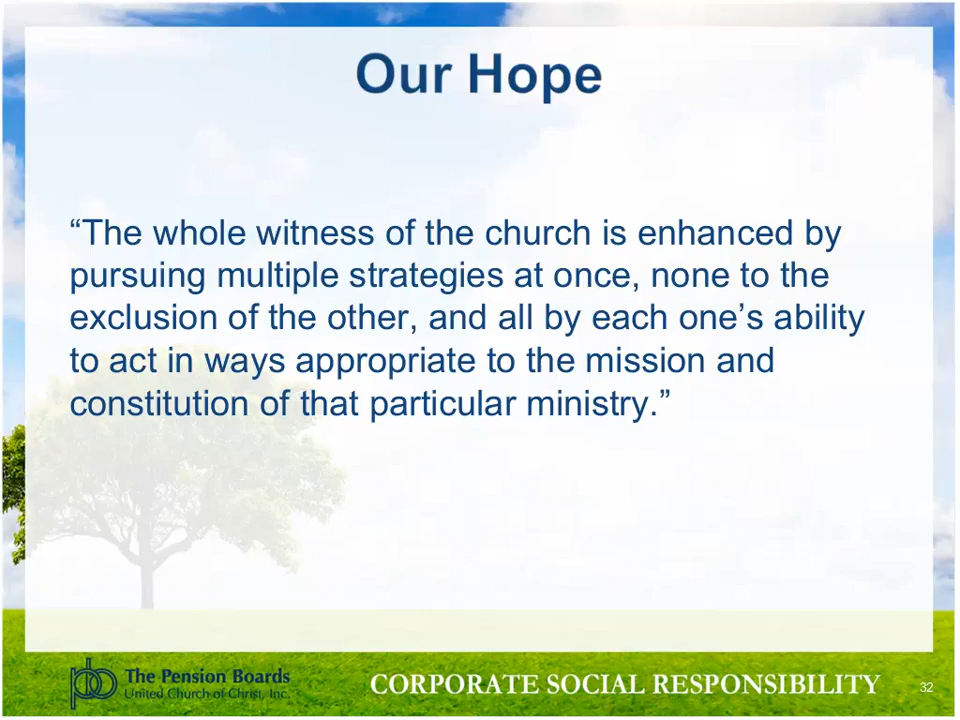 Our Hope
“The whole witness of the church is enhanced by
pursuing multiple strategies at once, none to the
exclusion of the other, and all by each one’s ability
to act in ways appropriate to the mission and
constitution of that particular ministry.”
pbo
The Pension Boards
United Church of Christ, Inc.
CORPORATE SOCIAL RESPONSIBILITY
32